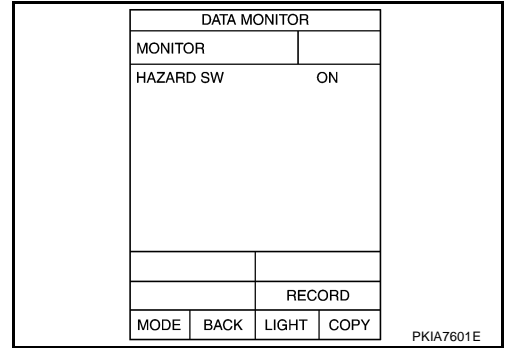 DATA MONITOR
MONITOR
HAZARD SW ON
RECORD
MODE BACK LIGHT COPY
PKIA7601E